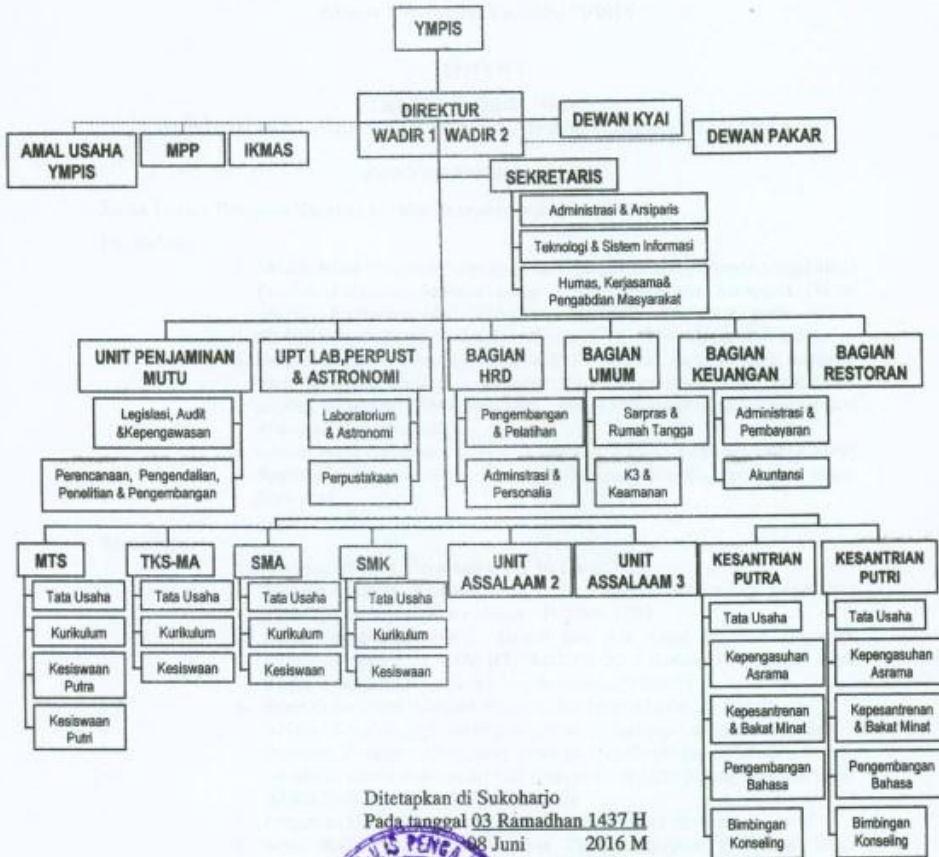 YMPIS
DIREKTUR
WADIR 1 WADIR 2
DEWAN KYAI
DEWAN PAKAR
AMAL USAHA
YMPIS
MPP
IKMAS
SEKRETARIS
Administrasi & Arsiparis
Teknologi & Sistem Informasi
Humas, Kerjasama&
Pengabdian Masyarakat
UNIT PENJAMINAN
MUTU
Legislasi, Audit
&Kepengawasan
Perencanaan, Pengendalian,
Penelitian & Pengembangan
UPT LAB,PERPUST
& ASTRONOMI
Laboratorium
& Astronomi
Perpustakaan
BAGIAN
HRD
Pengembangan
& Pelatihan
Adminstrasi &
Personalia
BAGIAN
UMUM
Sarpras &
Rumah Tangga
K3 &
Keamanan
BAGIAN
KEUANGAN
Administrasi &
Pembayaran
Akuntansi
BAGIAN
RESTORAN
MTS
Tata Usaha
Kurikulum
Kesiswaan
Putra
Kesiswaan
Putri
TKS-MA
Tata Usaha
Kurikulum
Kesiswaan
SMA
Tata Usaha
Kurikulum
Kesiswaan
SMK
Tata Usaha
Kurikulum
Kesiswaan
UNIT
ASSALAAM 2
UNIT
ASSALAAM 3
KESANTRIAN
PUTRA
Tata Usaha
Kepengasuhan
Asrama
Kepesantrenan
& Bakat Minat
Pengembangan
Bahasa
Bimbingan
Konseling
KESANTRIAN
PUTRI
Tata Usaha
Kepengasuhan
Asrama
Kepesantrenan
& Bakat Minat
Pengembangan
Bahasa
Bimbingan
Konseling
Ditetapkan di Sukoharjo
Pada tanggal 03 Ramadhan 1437 H
08 Juni 2016 M